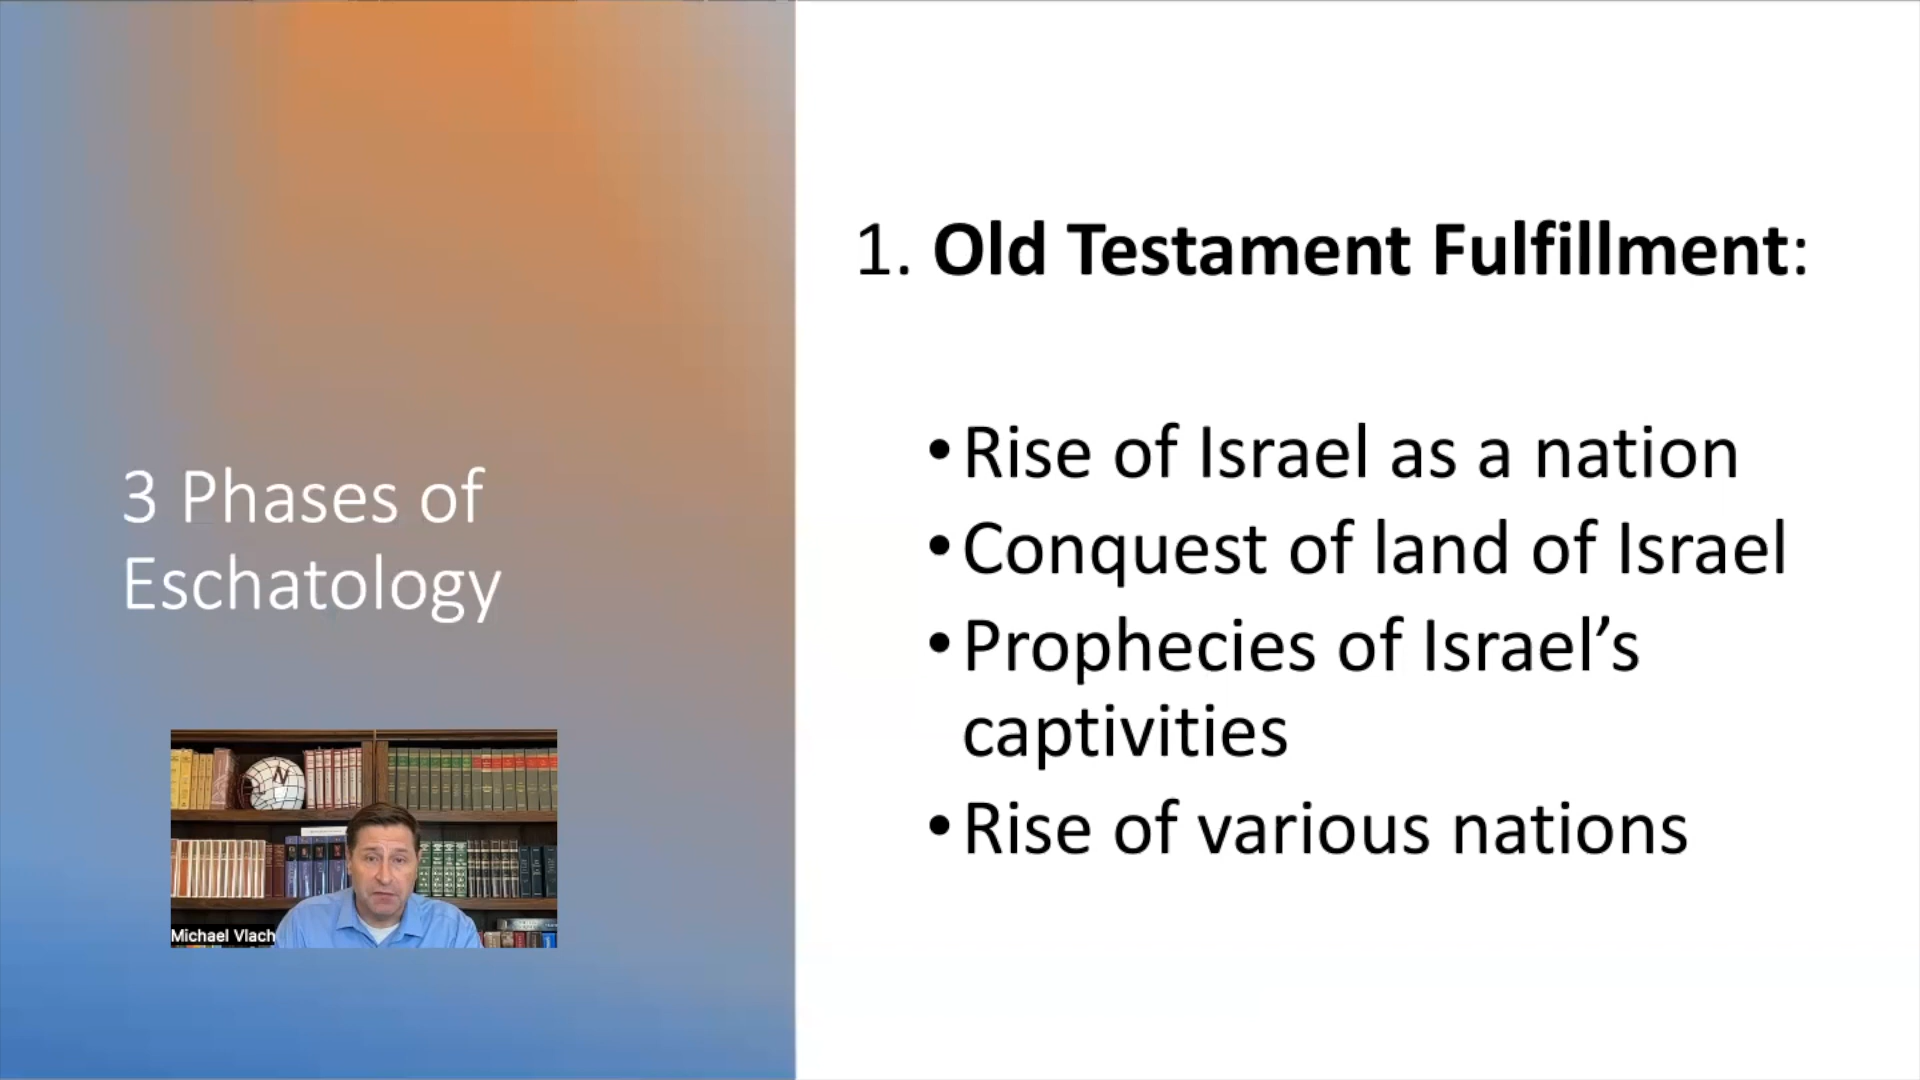 3 Phases of
Eschatology
1. Old Testament Fulfillment:
•Rise of Israel as a nation
•Conquest of land of Israel
•Prophecies of Israel’s
captivities
•Rise of various nations
N
Michael Vlach